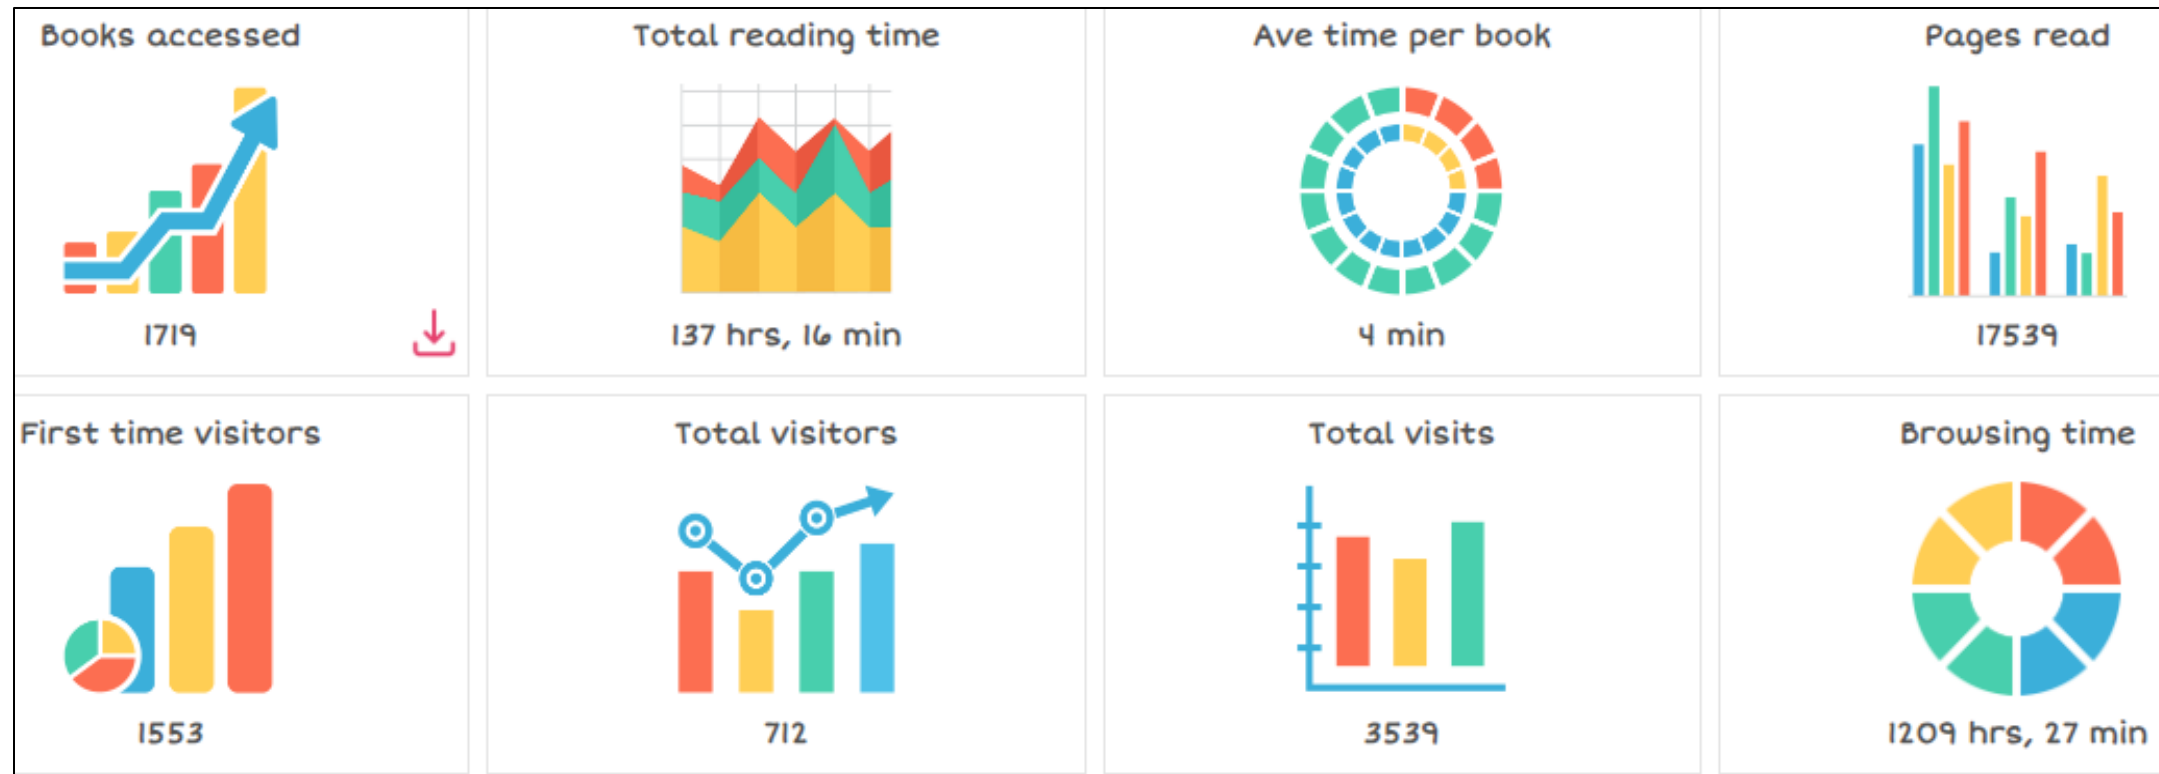 Books accessed
Total reading time
Ave time per book
Pages read
1719
137 hrs, 16 min
4 min
17539
First time visitors
Total visitors
Total visits
Browsing time
1553
712
3539
1209 hrs, 27 min